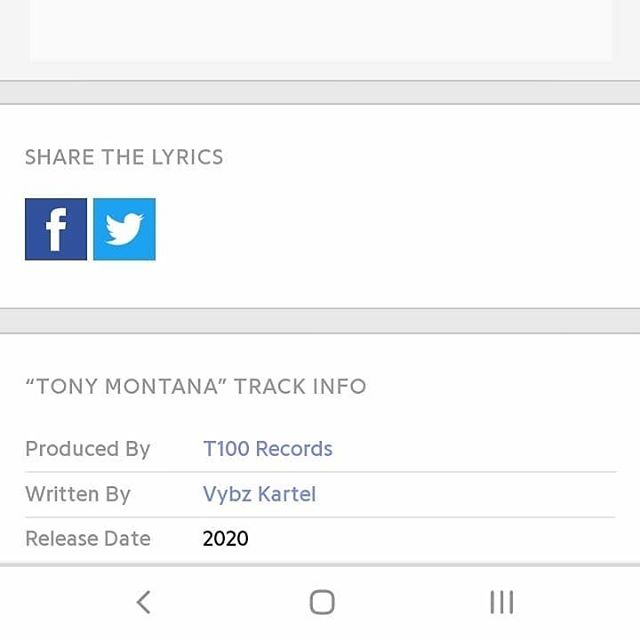 SHARE THE LYRICS
f
“TONY MONTANA” TRACK INFO
Produced By T100 Records
Written By Vybz Kartel
Release Date 2020